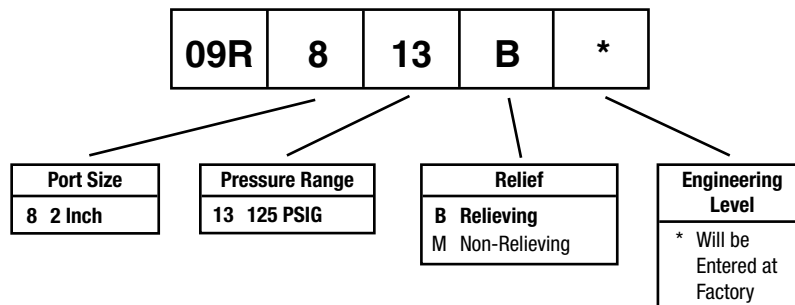 09R 8 13 B *
Port Size
8 2 Inch
Pressure Range
13 125 PSIG
Relief
B Relieving
M Non-Relieving
Engineering
Level
* Will be
Entered at
Factory